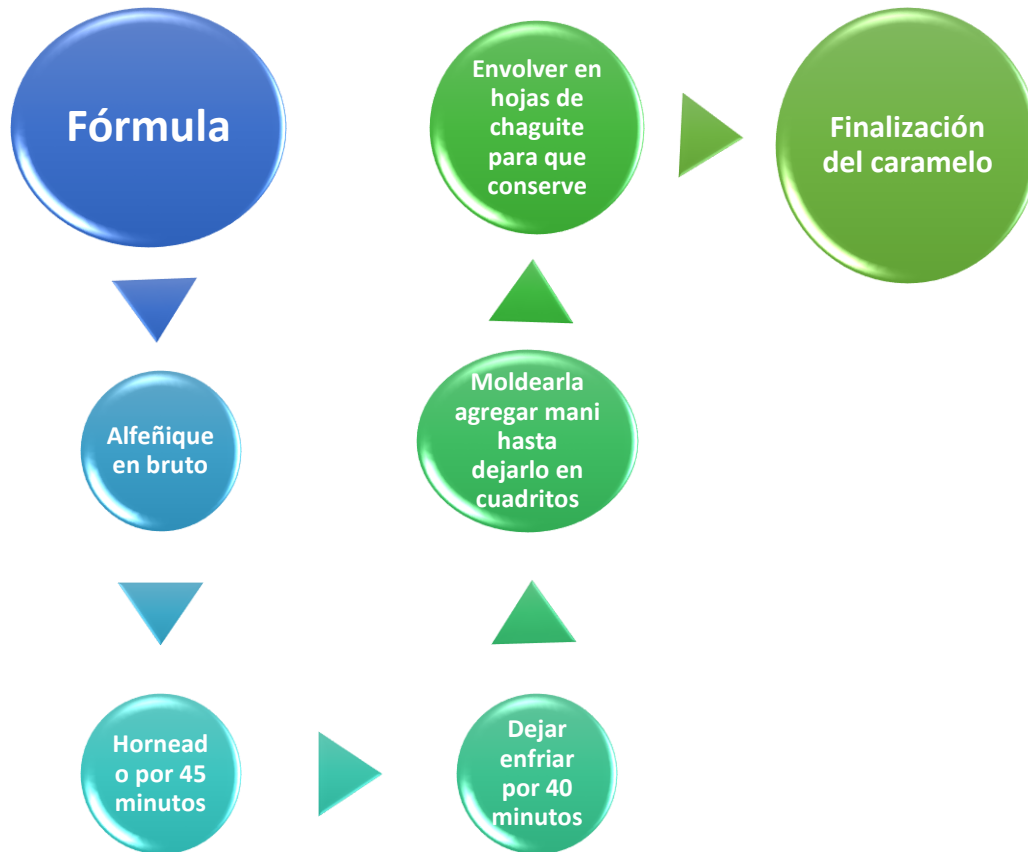 Fórmula
Alfeñique
en bruto
Hornead
o por 45
minutos
Dejar
enfriar
por 40
minutos
Moldearla
agregar mani
hasta
dejarlo en
cuadritos
Envolver en
hojas de
chaguite
para que
conserve
Finalización
del caramelo